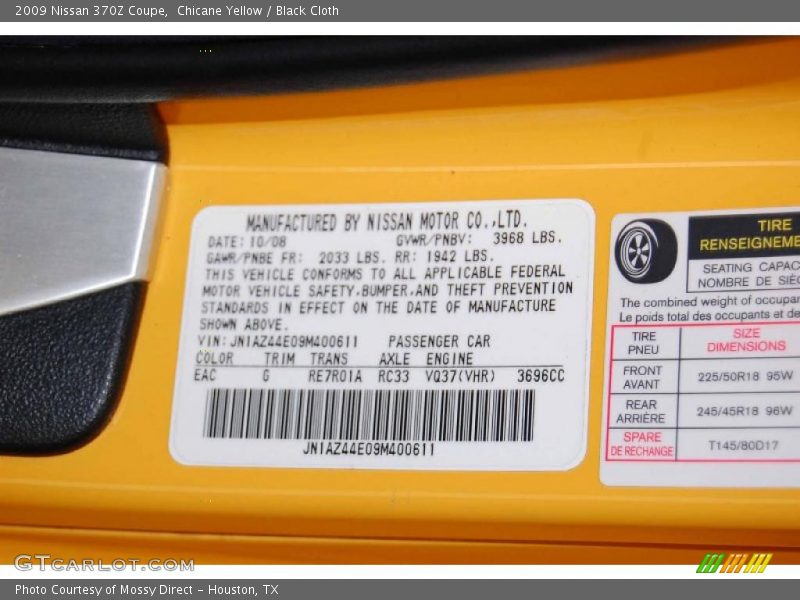 2009 Nissan 370Z Coupe, Chicane Yellow / Black Cloth
MANUFACTURED BY NISSAN MOTOR CO.,LTD.
DATE: 10/08 GVWR/PNBV: 3968 LBS.
GAWR/PNBE FR: 2033 LBS. RR: 1942 LBS.
THIS VEHICLE CONFORMS TO ALL APPLICABLE FEDERAL
MOTOR VEHICLE SAFETY,BUMPER,AND THEFT PREVENTION
STANDARDS IN EFFECT ON THE DATE OF MANUFACTURE
SHOWN ABOVE.
VIN: JN1AZ44E09M400611 PASSENGER CAR
COLOR TRIM TRANS AXLE ENGINE
EAC G RE7R01A RC33 VQ37(VHR) 3696CC
JN1AZ44E09M400611
TIRE
RENSEIGNEME
SEATING CAPAC
NOMBRE DE SIÈG
The combined weight of occupan
Le poids total des occupants et de
TIRE SIZE
PNEU DIMENSIONS
FRONT
AVANT 225/50R18 95W
REAR
ARRIÈRE 245/45R18 96W
SPARE
DE RECHANGE T145/80D17
GTCARLOT.COM
Photo Courtesy of Mossy Direct - Houston, TX